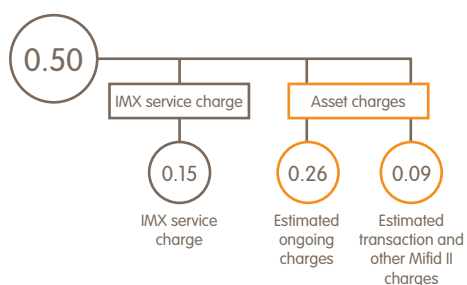 0.50
IMX service charge
Asset charges
0.15
0.26
0.09
IMX service
charge
Estimated
ongoing
charges
Estimated
transaction and
other Mifid II
charges